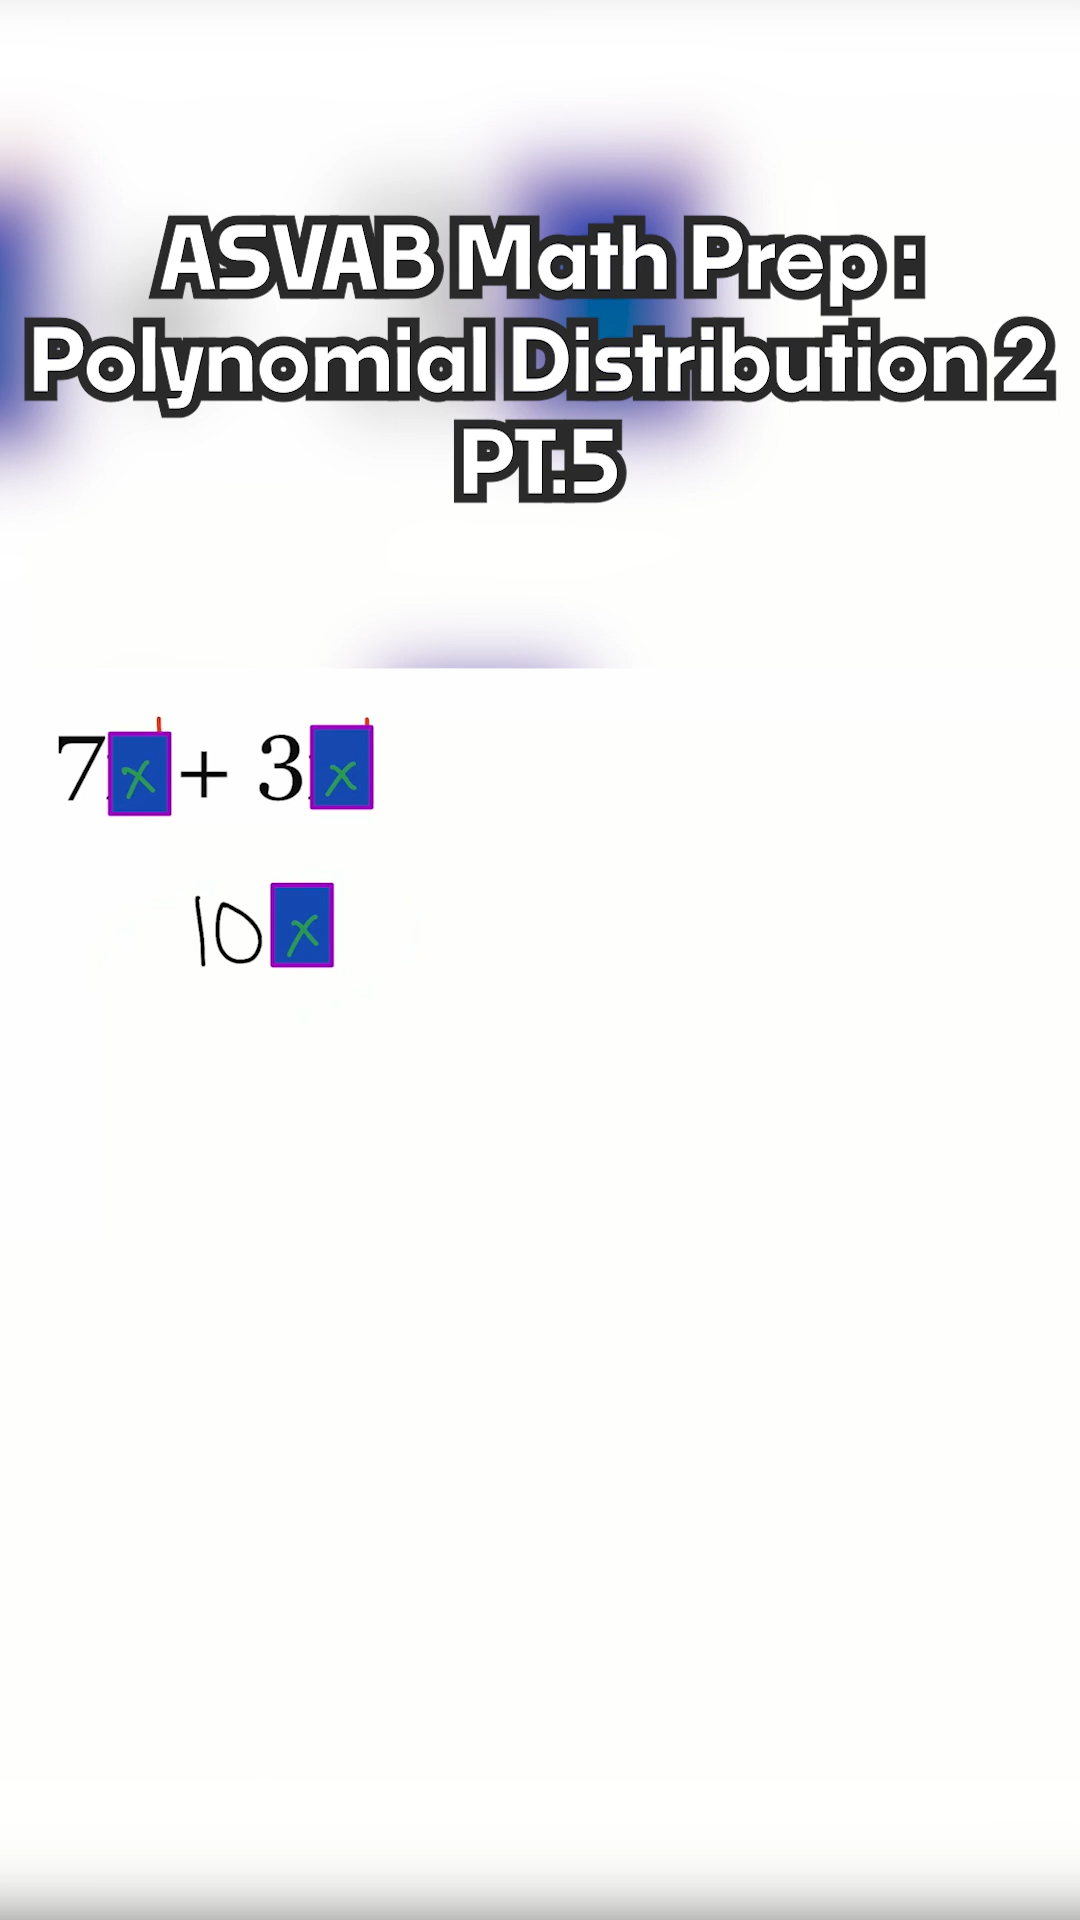 ASVAB Math Prep :
Polynomial Distribution 2
PT.5
7x + 3x
10x